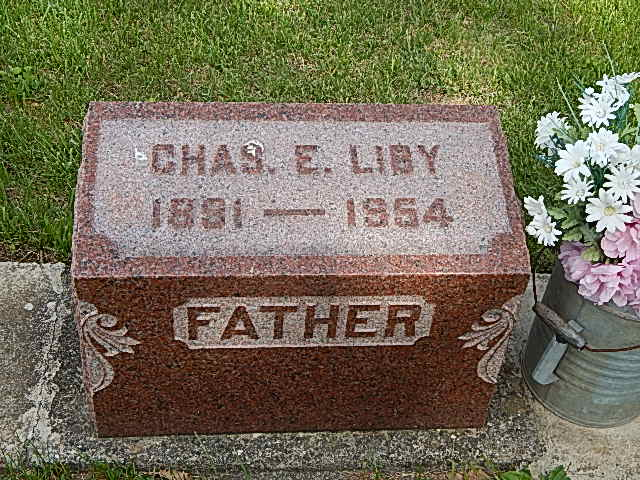 CHAS. E. LIBY
1891 — 1954
FATHER